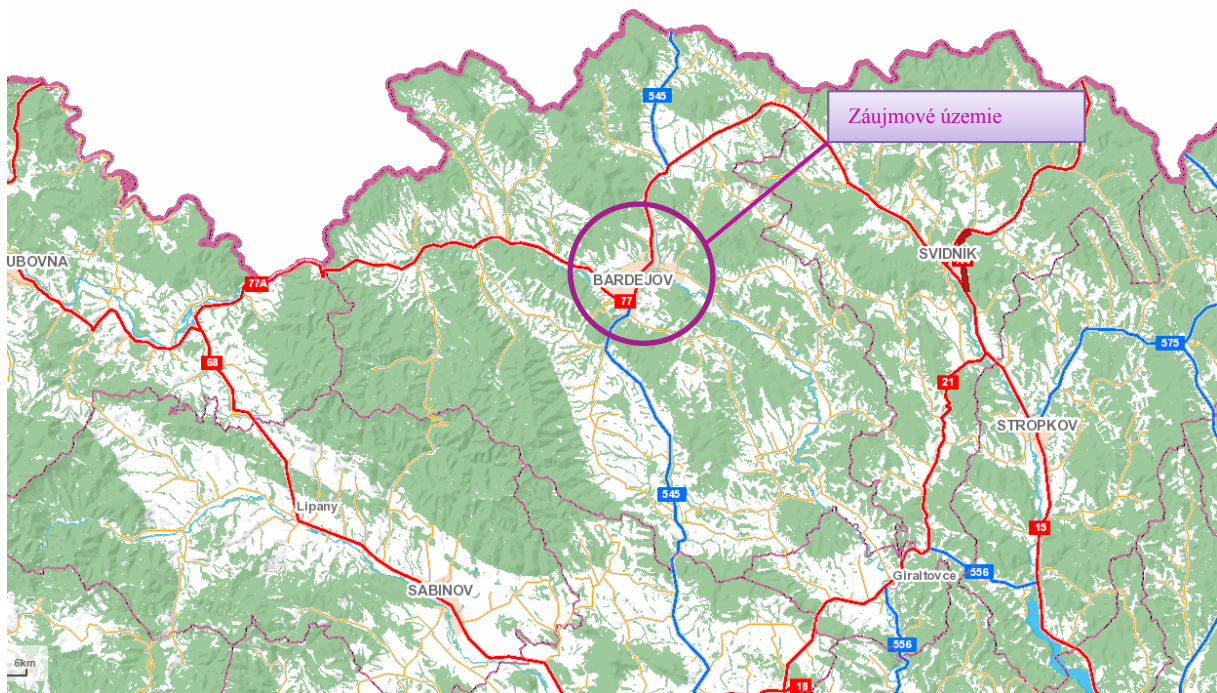 545
Záujmové územie
SVIDNÍK
UBOVŇA
77A
BARDEJOV
77
575
68
21
STROPKOV
545
Lipany
15
Giraltovce
556
SABINOV
556
18
6km